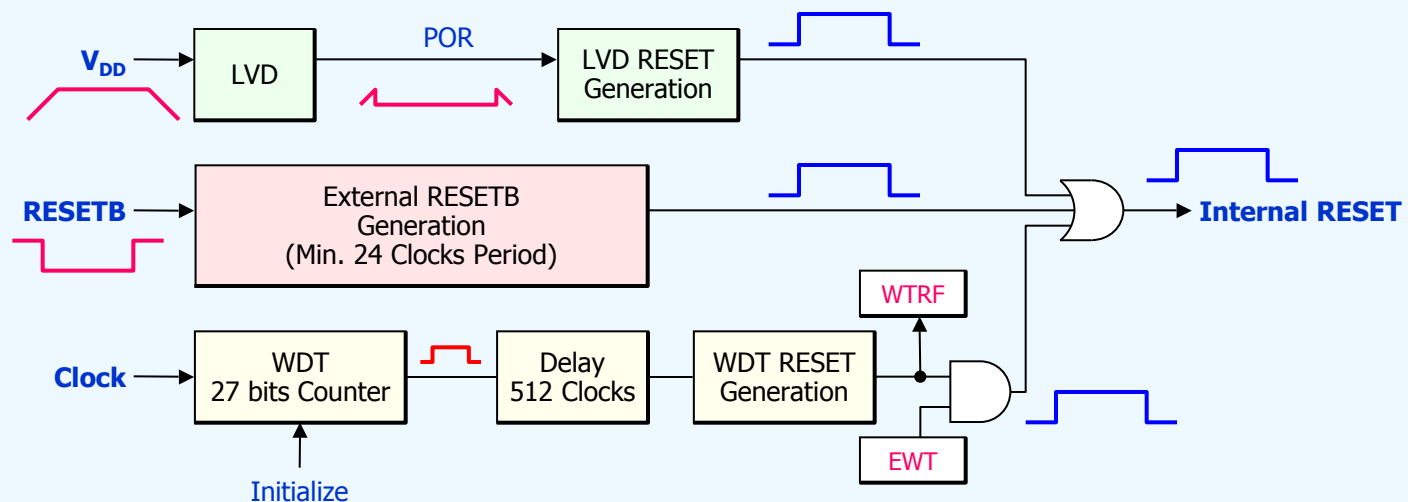 V_DD
LVD
POR
LVD RESET
Generation
RESETB
External RESETB
Generation
(Min. 24 Clocks Period)
Internal RESET
WTRF
Clock
WDT
27 bits Counter
Delay
512 Clocks
WDT RESET
Generation
EWT
Initialize